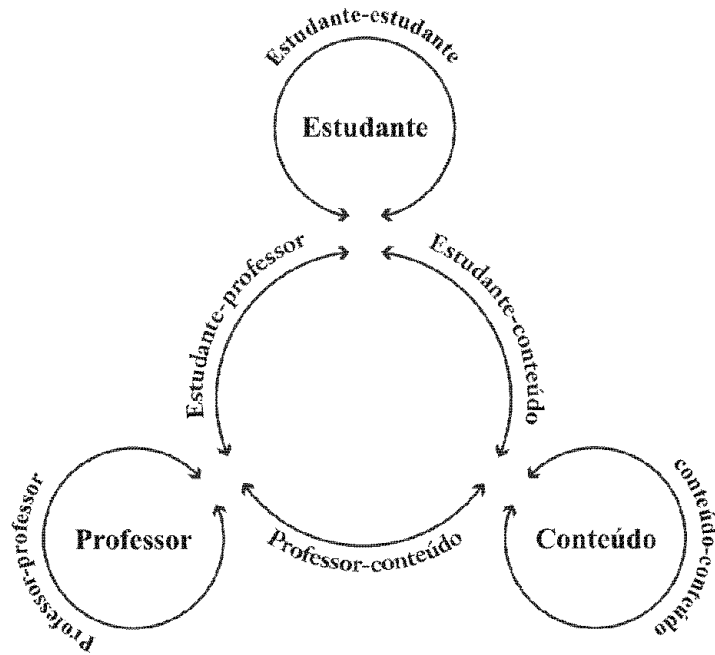 Estudante-estudante
Estudante
Estudante-professor
Estudante-conteúdo
Professor-professor
Professor
Professor-conteúdo
Conteúdo
conteúdo-conteúdo